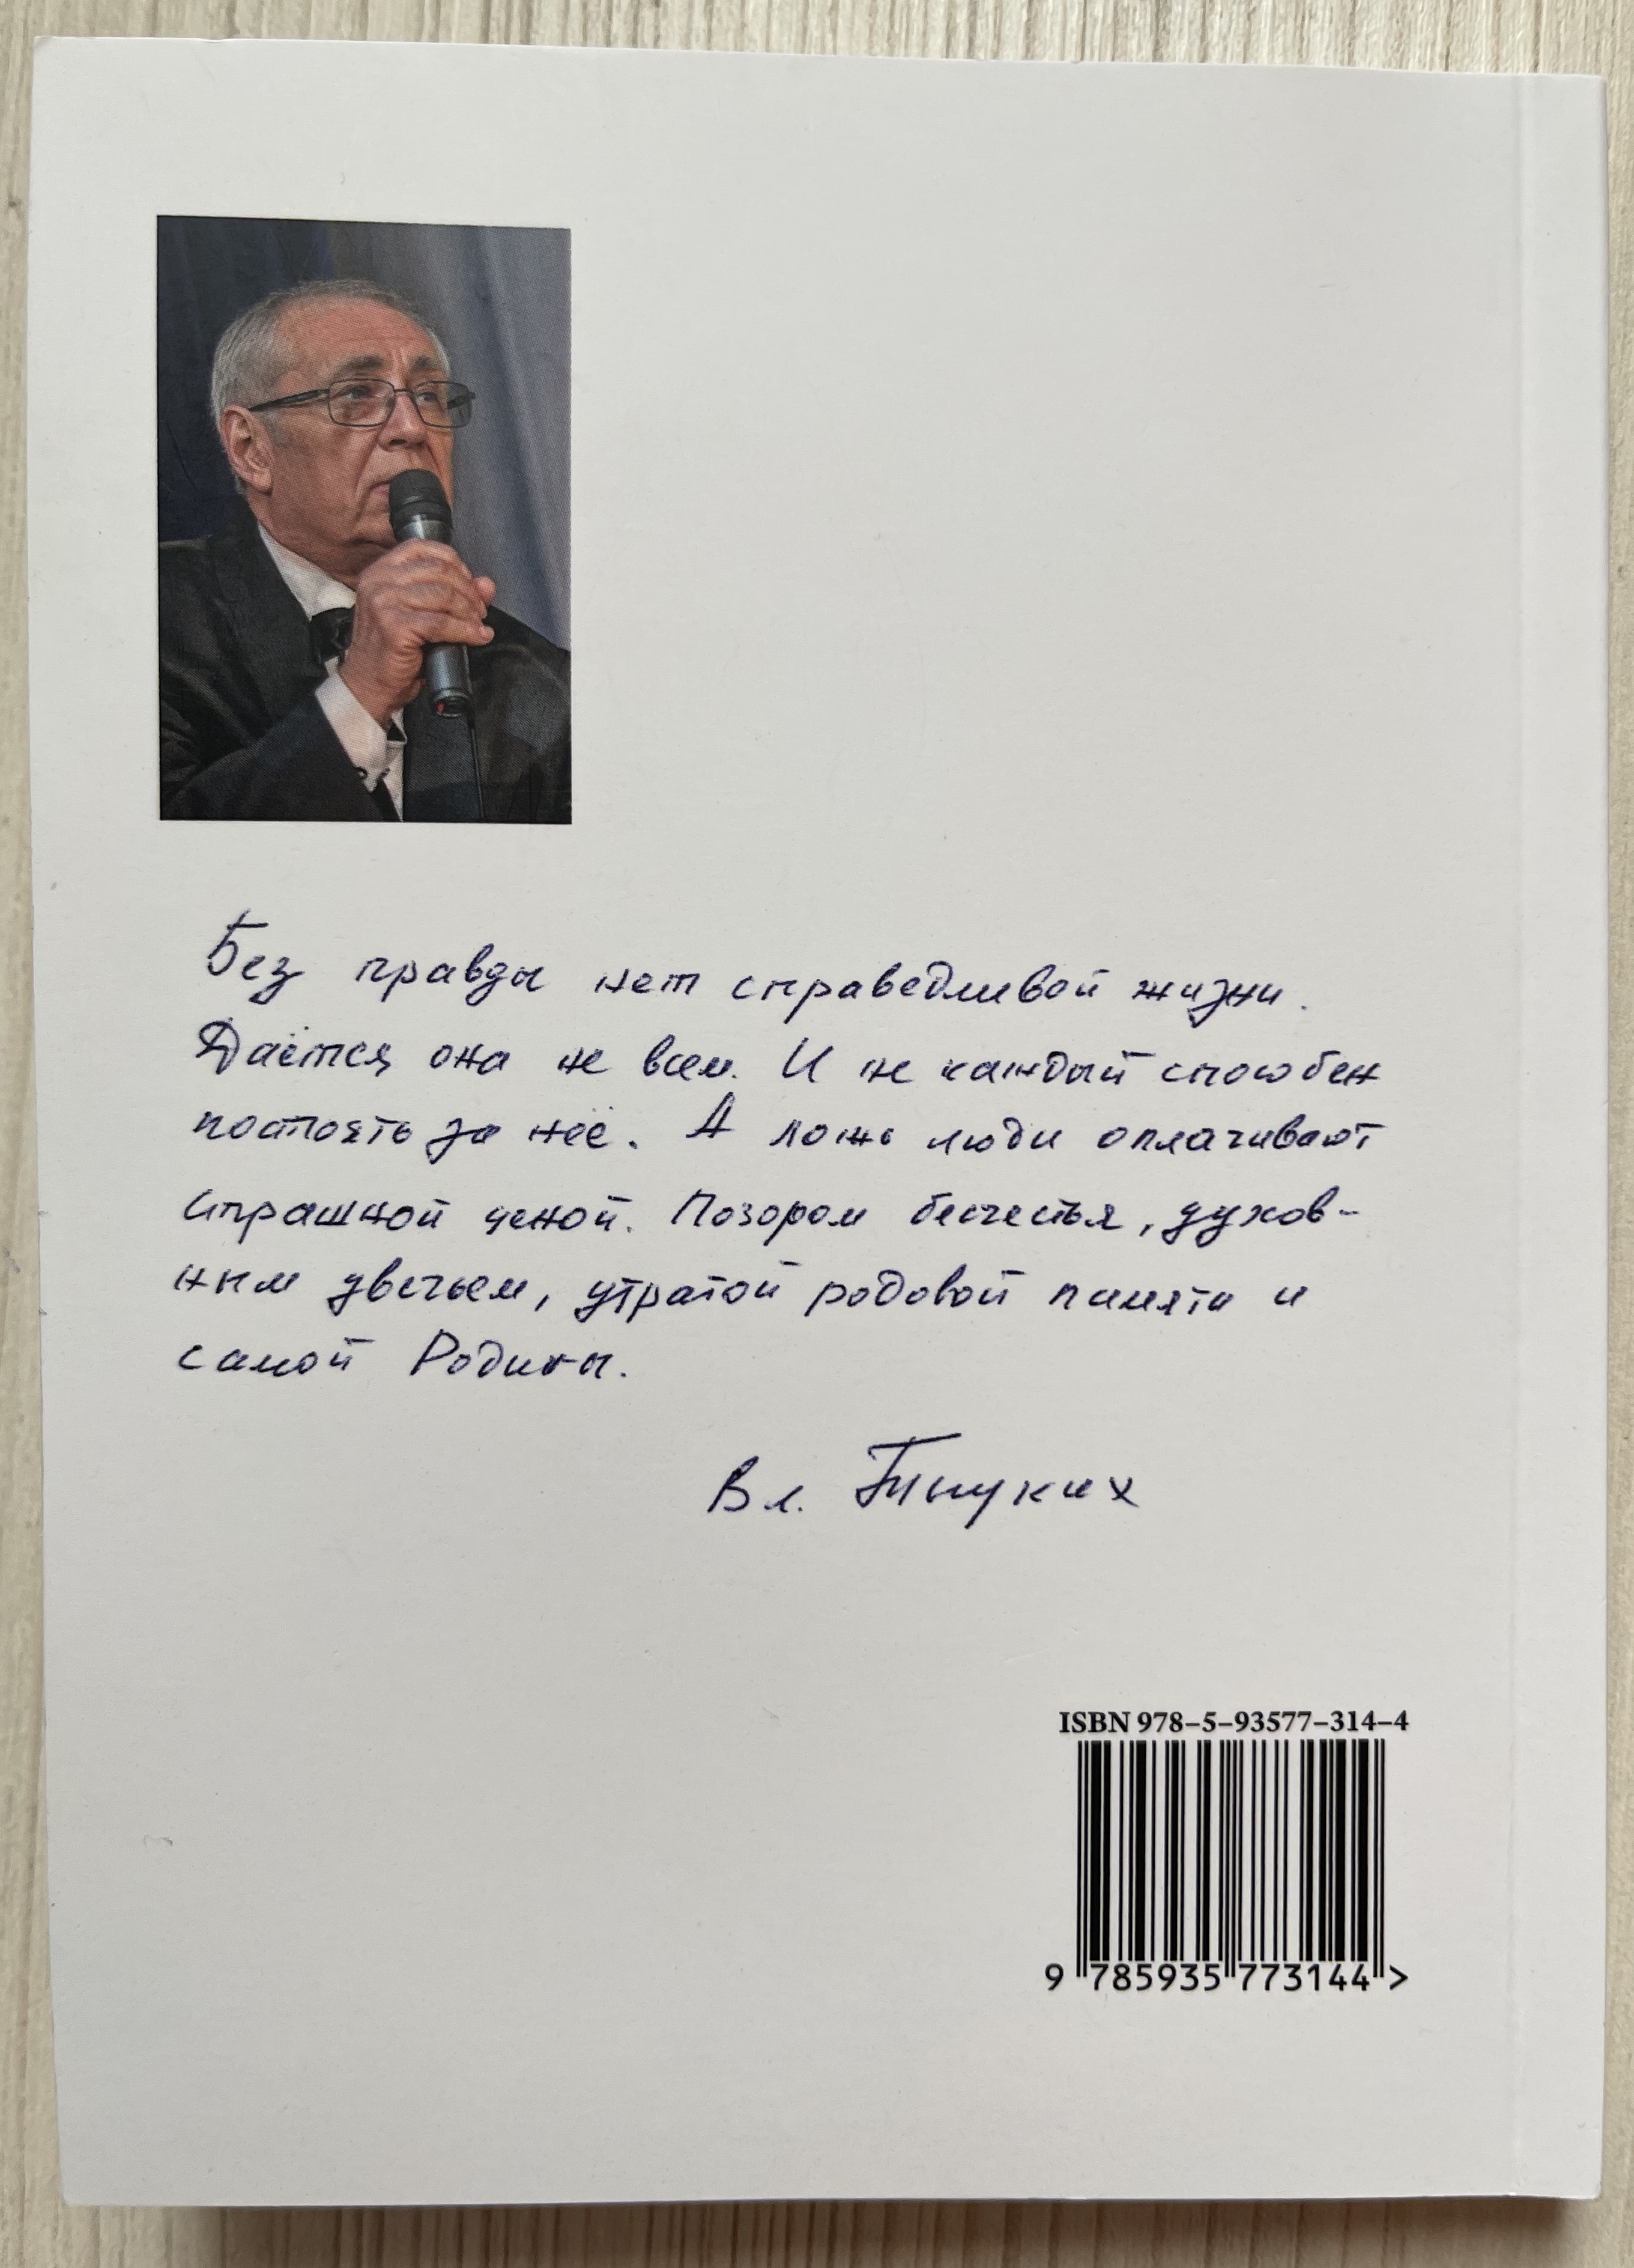 Без правды нет справедливой жизни.
Даётся она не всем. И не каждый способен
постоять за неё. А ложь люди оплачивают
страшной ценой. Позором бесчестья, духов-
ным увечьем, утратой родовой памяти и
самой Родины.
Вл.
ISBN 978-5-93577-314-4
9 785935 773144 >